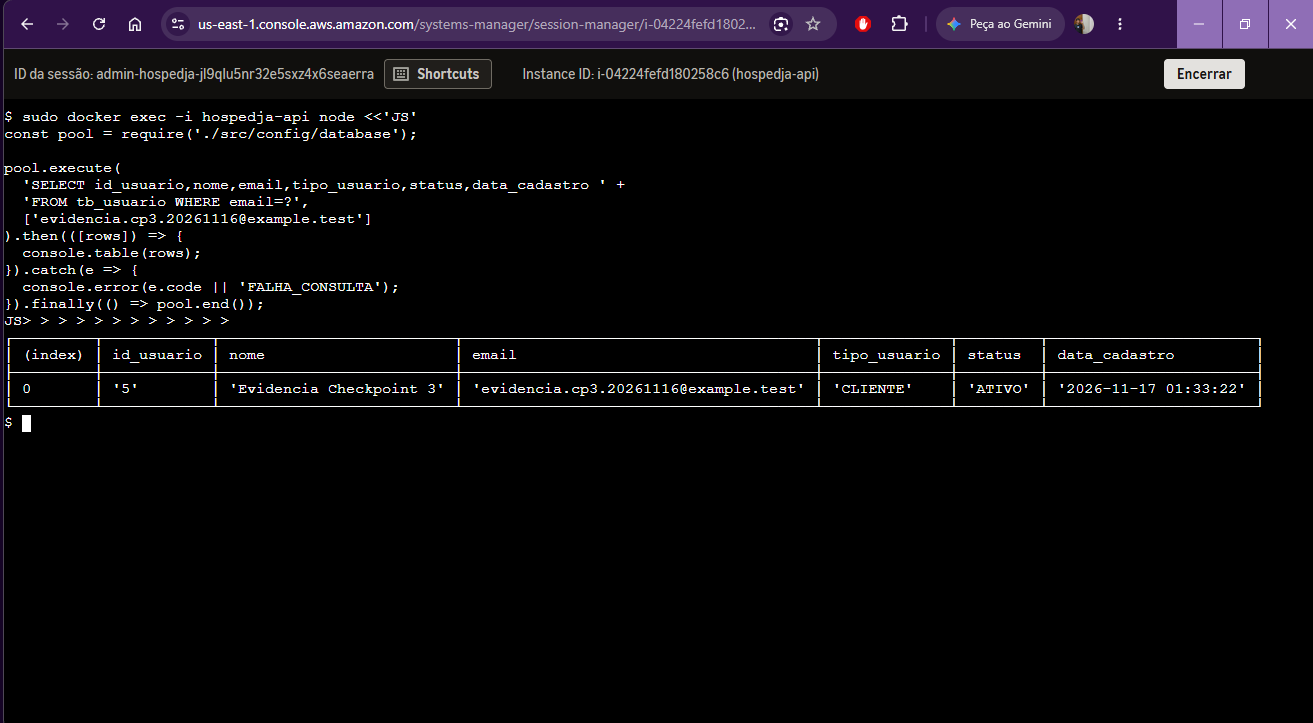 us-east-1.console.aws.amazon.com/systems-manager/session-manager/i-04224fefd1802... Peça ao Gemini
ID da sessão: admin-hospedja-jl9qlu5nr32e5sxz4x6seaerra Shortcuts Instance ID: i-04224fefd180258c6 (hospedja-api) Encerrar
$ sudo docker exec -i hospedja-api node <<'JS'
const pool = require('./src/config/database');
pool.execute(
'SELECT id_usuario,nome,email,tipo_usuario,status,data_cadastro ' +
'FROM tb_usuario WHERE email=?',
['evidencia.cp3.20261116@example.test']
).then(([rows]) => {
console.table(rows);
}).catch(e => {
console.error(e.code || 'FALHA_CONSULTA');
}).finally(() => pool.end());
JS> > > > > > > > > > > >
(index) id_usuario nome email tipo_usuario status data_cadastro
0 '5' 'Evidencia Checkpoint 3' 'evidencia.cp3.20261116@example.test' 'CLIENTE' 'ATIVO' '2026-11-17 01:33:22'
$